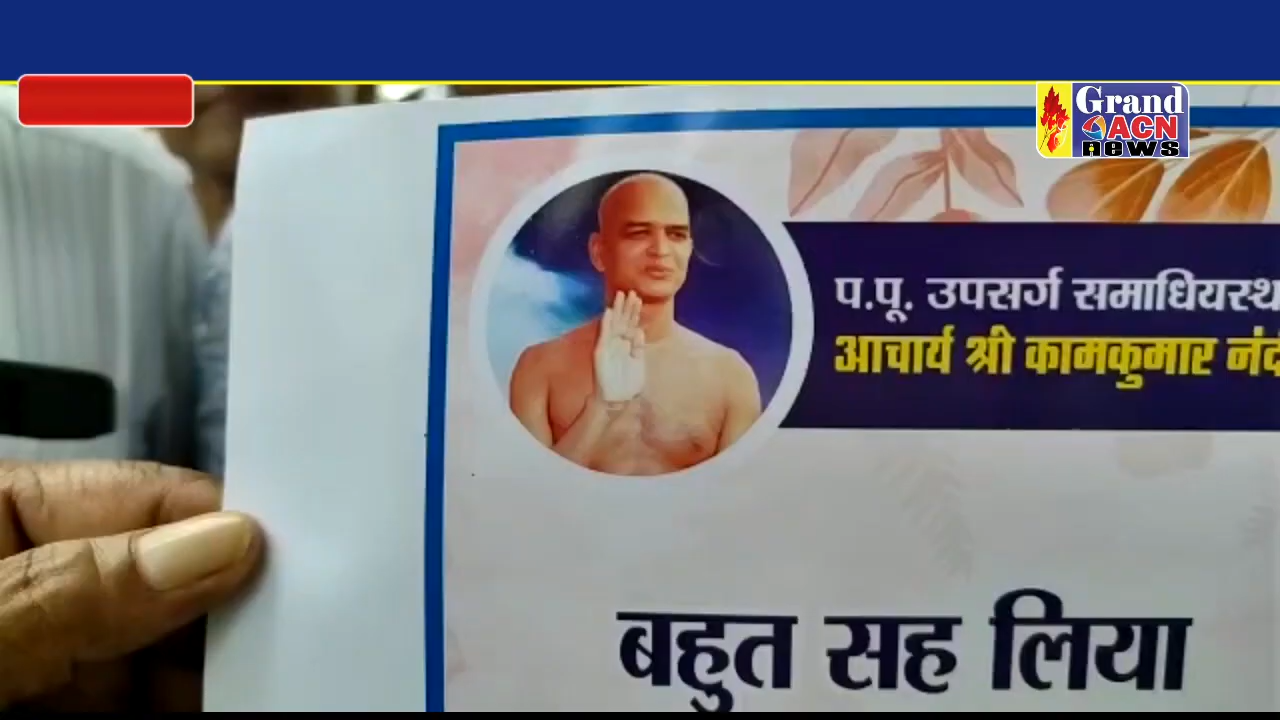 Grand
ACN
news
प.पू. उपसर्ग समाधियस्थ
आचार्य श्री कामकुमार
बहुत सह लिया